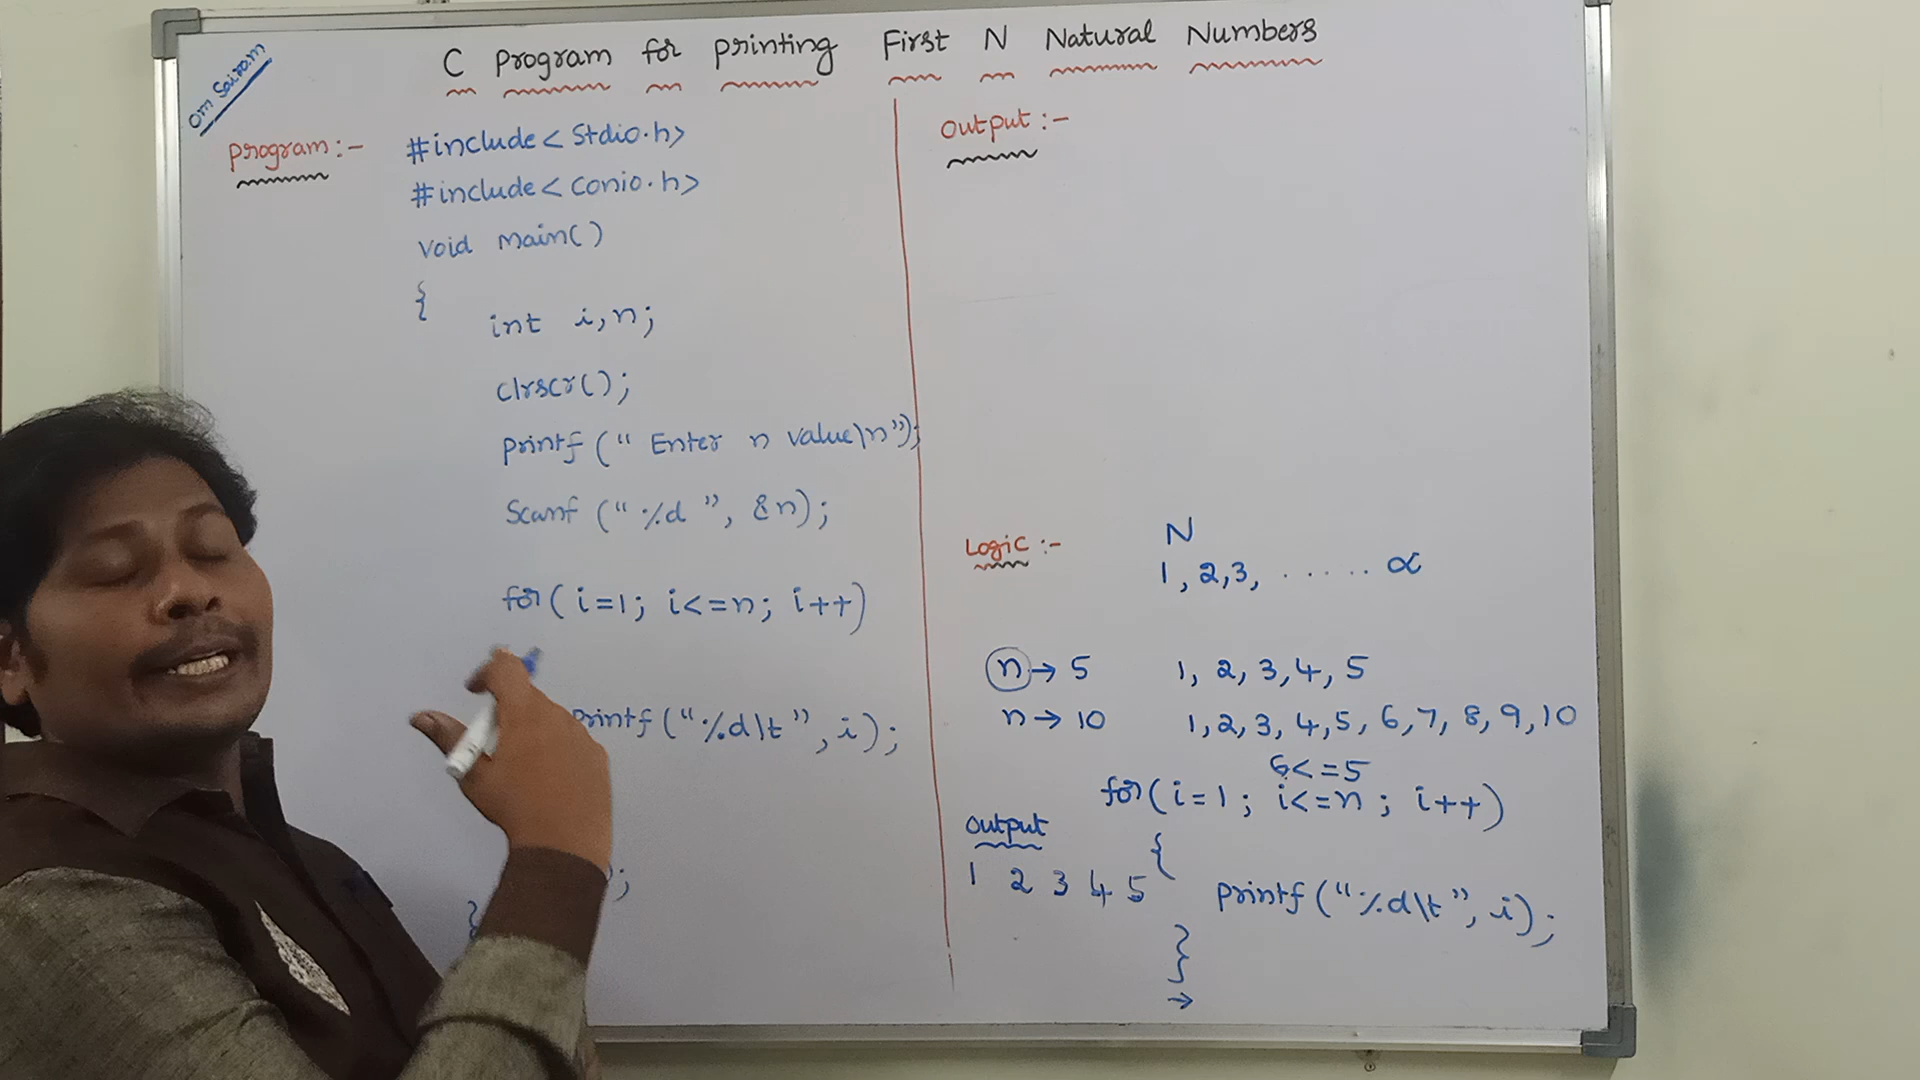 Om Sairam
C Program for printing First N Natural Numbers
Program :-
#include < Stdio.h>
#include < Conio.h>
Void Main()
{
int i,n;
clrscr();
Printf (" Enter n value\n");
Scanf (" %d ", &n);
for( i=1; i<=n; i++)
Printf ("%d\t ", i);
);
}
Output :-
Logic :-
N
1, 2,3, ...... ∝
n → 5 1, 2, 3, 4, 5
n → 10 1,2,3, 4,5, 6,7, 8, 9, 10
6<=5
for( i=1 ; i<=n ; i++)
{
Printf ("%d\t ", i);
}
→
Output
1 2 3 4 5